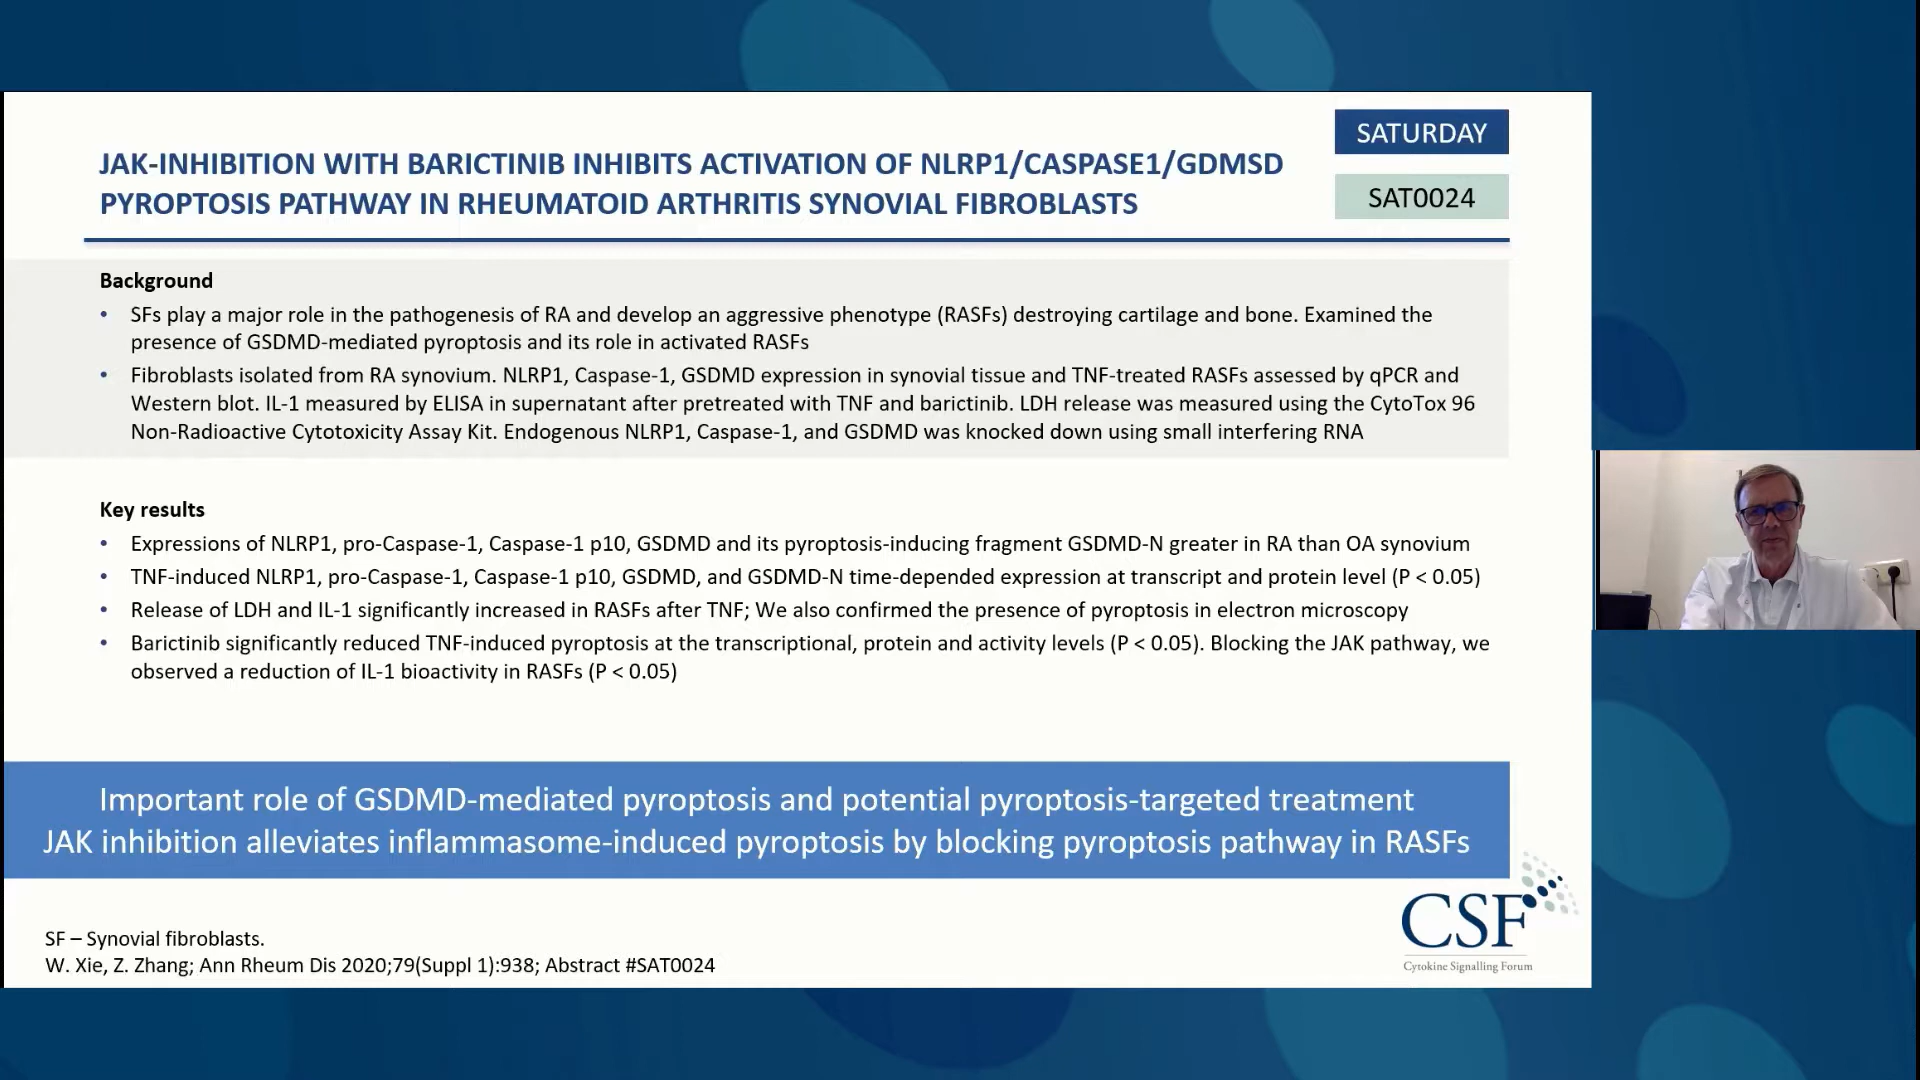 SATURDAY
JAK-INHIBITION WITH BARICTINIB INHIBITS ACTIVATION OF NLRP1/CASPASE1/GDMSD
PYROPTOSIS PATHWAY IN RHEUMATOID ARTHRITIS SYNOVIAL FIBROBLASTS
SAT0024
Background
• SFs play a major role in the pathogenesis of RA and develop an aggressive phenotype (RASFs) destroying cartilage and bone. Examined the
presence of GSDMD-mediated pyroptosis and its role in activated RASFs
• Fibroblasts isolated from RA synovium. NLRP1, Caspase-1, GSDMD expression in synovial tissue and TNF-treated RASFs assessed by qPCR and
Western blot. IL-1 measured by ELISA in supernatant after pretreated with TNF and barictinib. LDH release was measured using the CytoTox 96
Non-Radioactive Cytotoxicity Assay Kit. Endogenous NLRP1, Caspase-1, and GSDMD was knocked down using small interfering RNA
Key results
• Expressions of NLRP1, pro-Caspase-1, Caspase-1 p10, GSDMD and its pyroptosis-inducing fragment GSDMD-N greater in RA than OA synovium
• TNF-induced NLRP1, pro-Caspase-1, Caspase-1 p10, GSDMD, and GSDMD-N time-depended expression at transcript and protein level (P < 0.05)
• Release of LDH and IL-1 significantly increased in RASFs after TNF; We also confirmed the presence of pyroptosis in electron microscopy
• Barictinib significantly reduced TNF-induced pyroptosis at the transcriptional, protein and activity levels (P < 0.05). Blocking the JAK pathway, we
observed a reduction of IL-1 bioactivity in RASFs (P < 0.05)
Important role of GSDMD-mediated pyroptosis and potential pyroptosis-targeted treatment
JAK inhibition alleviates inflammasome-induced pyroptosis by blocking pyroptosis pathway in RASFs
CSF
Cytokine Signalling Forum
SF – Synovial fibroblasts.
W. Xie, Z. Zhang; Ann Rheum Dis 2020;79(Suppl 1):938; Abstract #SAT0024